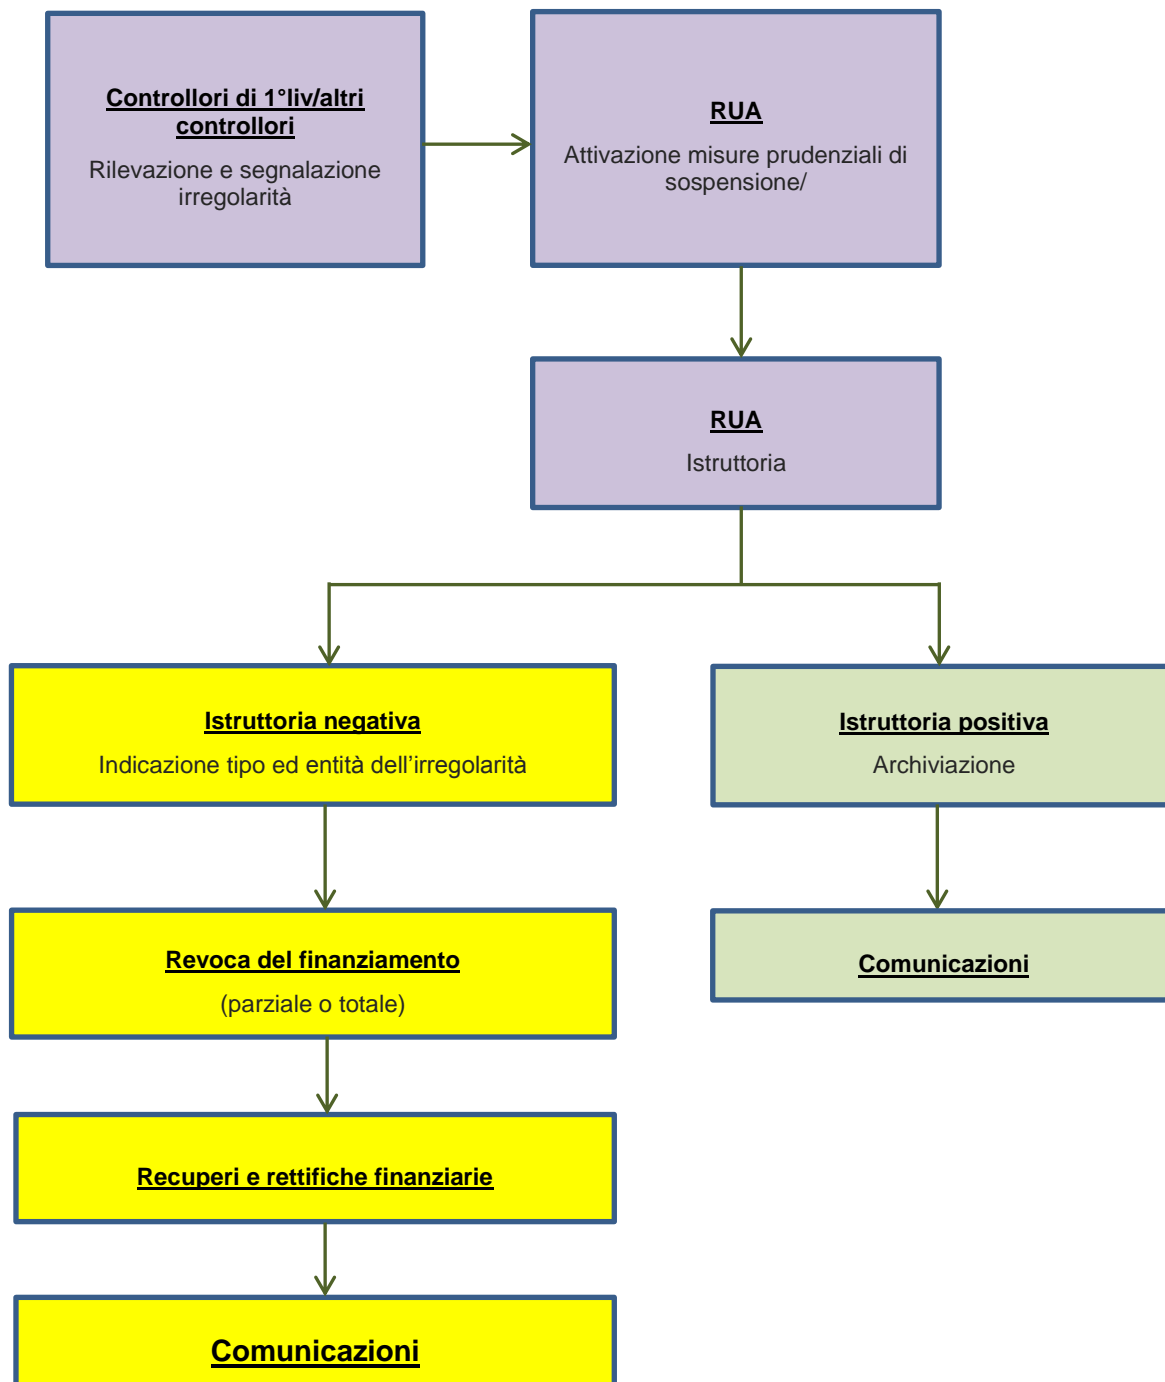 Controllori di 1°liv/altri
controllori
Rilevazione e segnalazione
irregolarità
RUA
Attivazione misure prudenziali di
sospensione/
RUA
Istruttoria
Istruttoria negativa
Indicazione tipo ed entità dell’irregolarità
Istruttoria positiva
Archiviazione
Revoca del finanziamento
(parziale o totale)
Comunicazioni
Recuperi e rettifiche finanziarie
Comunicazioni